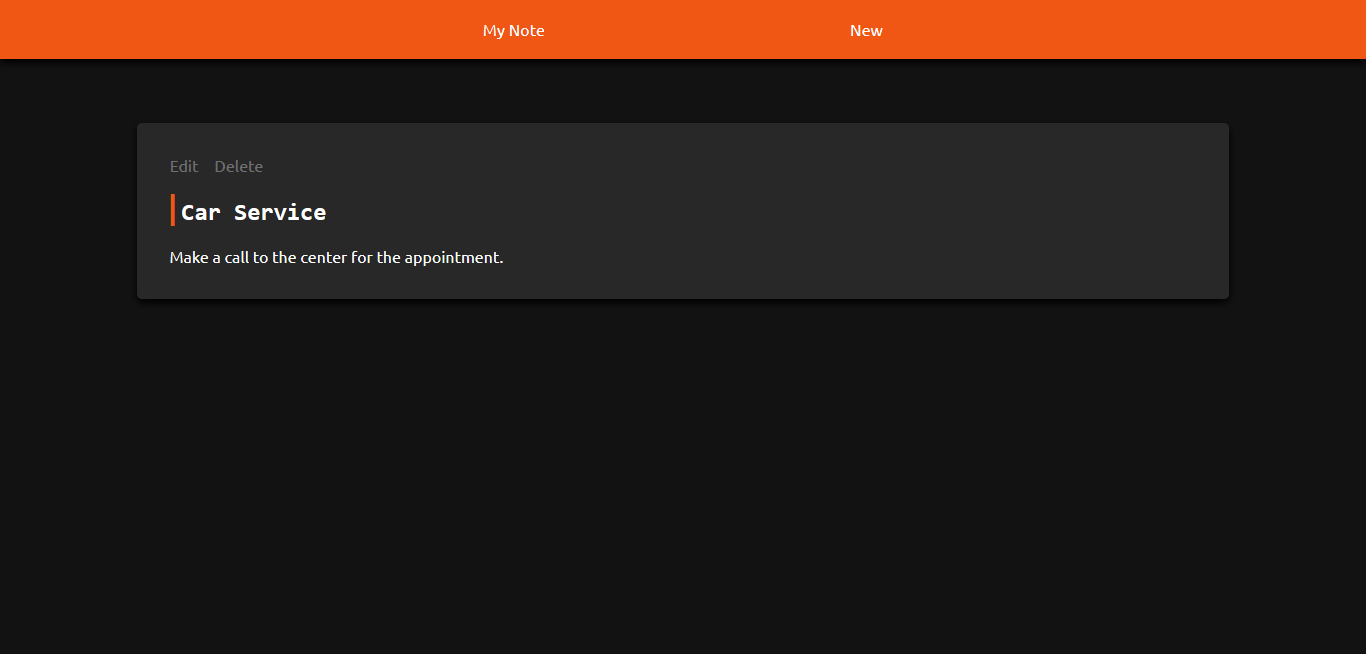 My Note New
Edit Delete
Car Service
Make a call to the center for the appointment.